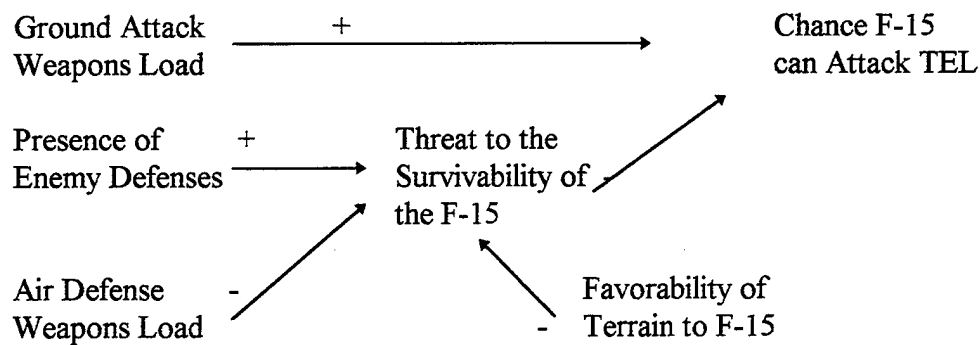 Ground Attack
Weapons Load
+
Chance F-15
can Attack TEL
Presence of
Enemy Defenses
+
Threat to the
Survivability of
the F-15
-
Air Defense
Weapons Load
-
Favorability of
Terrain to F-15
-